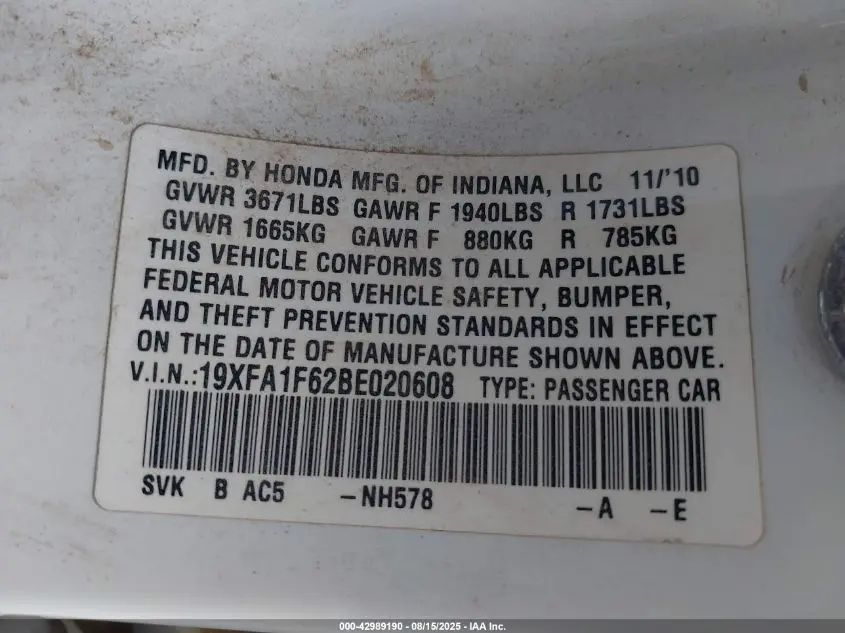 MFD. BY HONDA MFG. OF INDIANA, LLC 11/'10
GVWR 3671LBS GAWR F 1940LBS R 1731LBS
GVWR 1665KG GAWR F 880KG R 785KG
THIS VEHICLE CONFORMS TO ALL APPLICABLE
FEDERAL MOTOR VEHICLE SAFETY, BUMPER,
AND THEFT PREVENTION STANDARDS IN EFFECT
ON THE DATE OF MANUFACTURE SHOWN ABOVE.
V.I.N.:19XFA1F62BE020608 TYPE: PASSENGER CAR
SVK B AC5 –NH578 –A –E
000-42989190 - 08/15/2025 - IAA Inc.